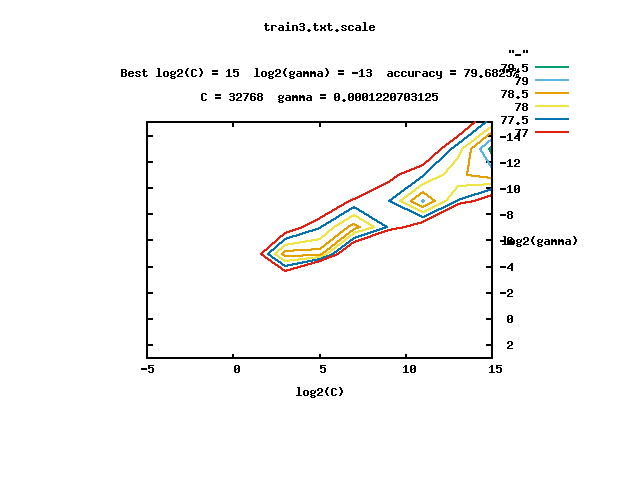 train3.txt.scale
"-"
Best log2(C) = 15 log2(gamma) = -13 accuracy = 79.6825%
79.5
79
C = 32768 gamma = 0.0001220703125
78.5
78
77.5
77
-14
-12
-10
-8
-6
log2(gamma)
-4
-2
0
2
-5 0 5 10 15
log2(C)